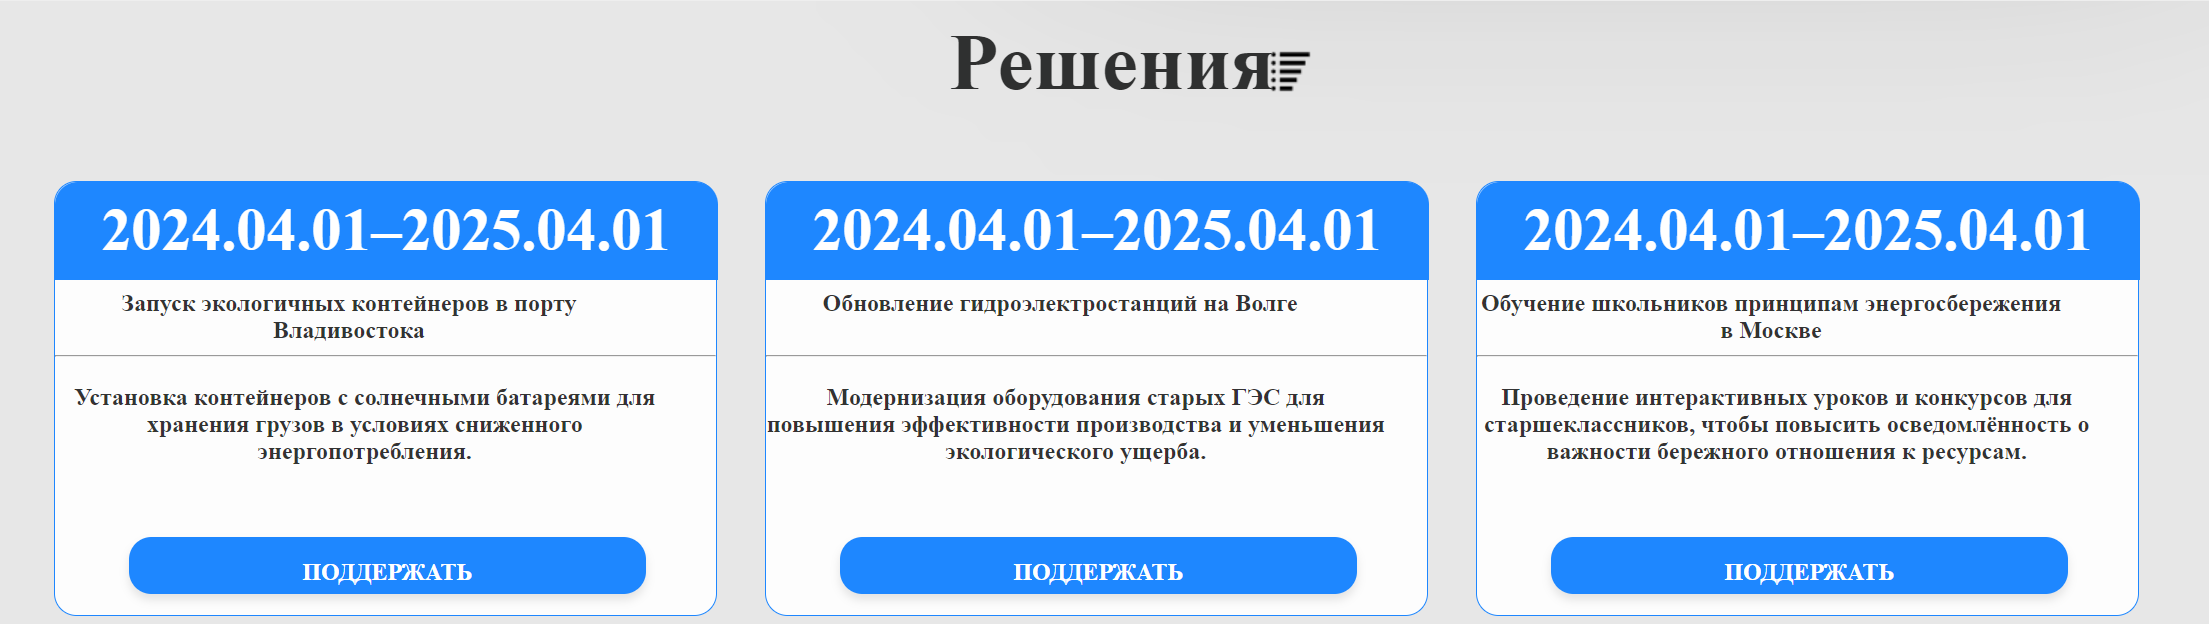 Решения
2024.04.01–2025.04.01
Запуск экологичных контейнеров в порту
Владивостока
Установка контейнеров с солнечными батареями для
хранения грузов в условиях сниженного
энергопотребления.
ПОДДЕРЖАТЬ
2024.04.01–2025.04.01
Обновление гидроэлектростанций на Волге
Модернизация оборудования старых ГЭС для
повышения эффективности производства и уменьшения
экологического ущерба.
ПОДДЕРЖАТЬ
2024.04.01–2025.04.01
Обучение школьников принципам энергосбережения
в Москве
Проведение интерактивных уроков и конкурсов для
старшеклассников, чтобы повысить осведомлённость о
важности бережного отношения к ресурсам.
ПОДДЕРЖАТЬ